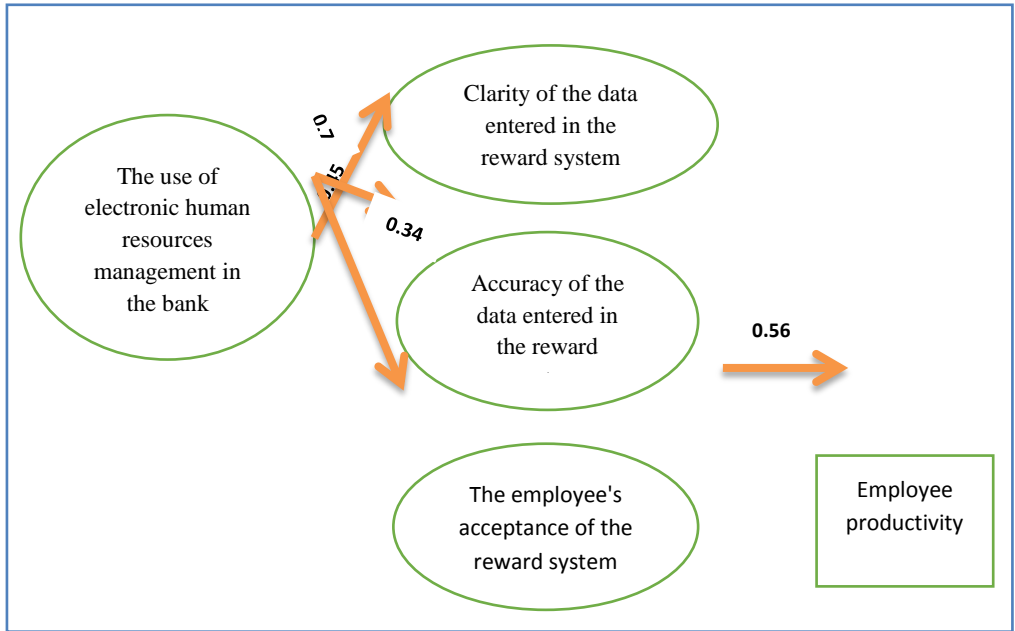 The use of
electronic human
resources
management in
the bank
0.7
0.45
0.34
Clarity of the data
entered in the
reward system
Accuracy of the
data entered in
the reward
The employee's
acceptance of the
reward system
0.56
Employee
productivity